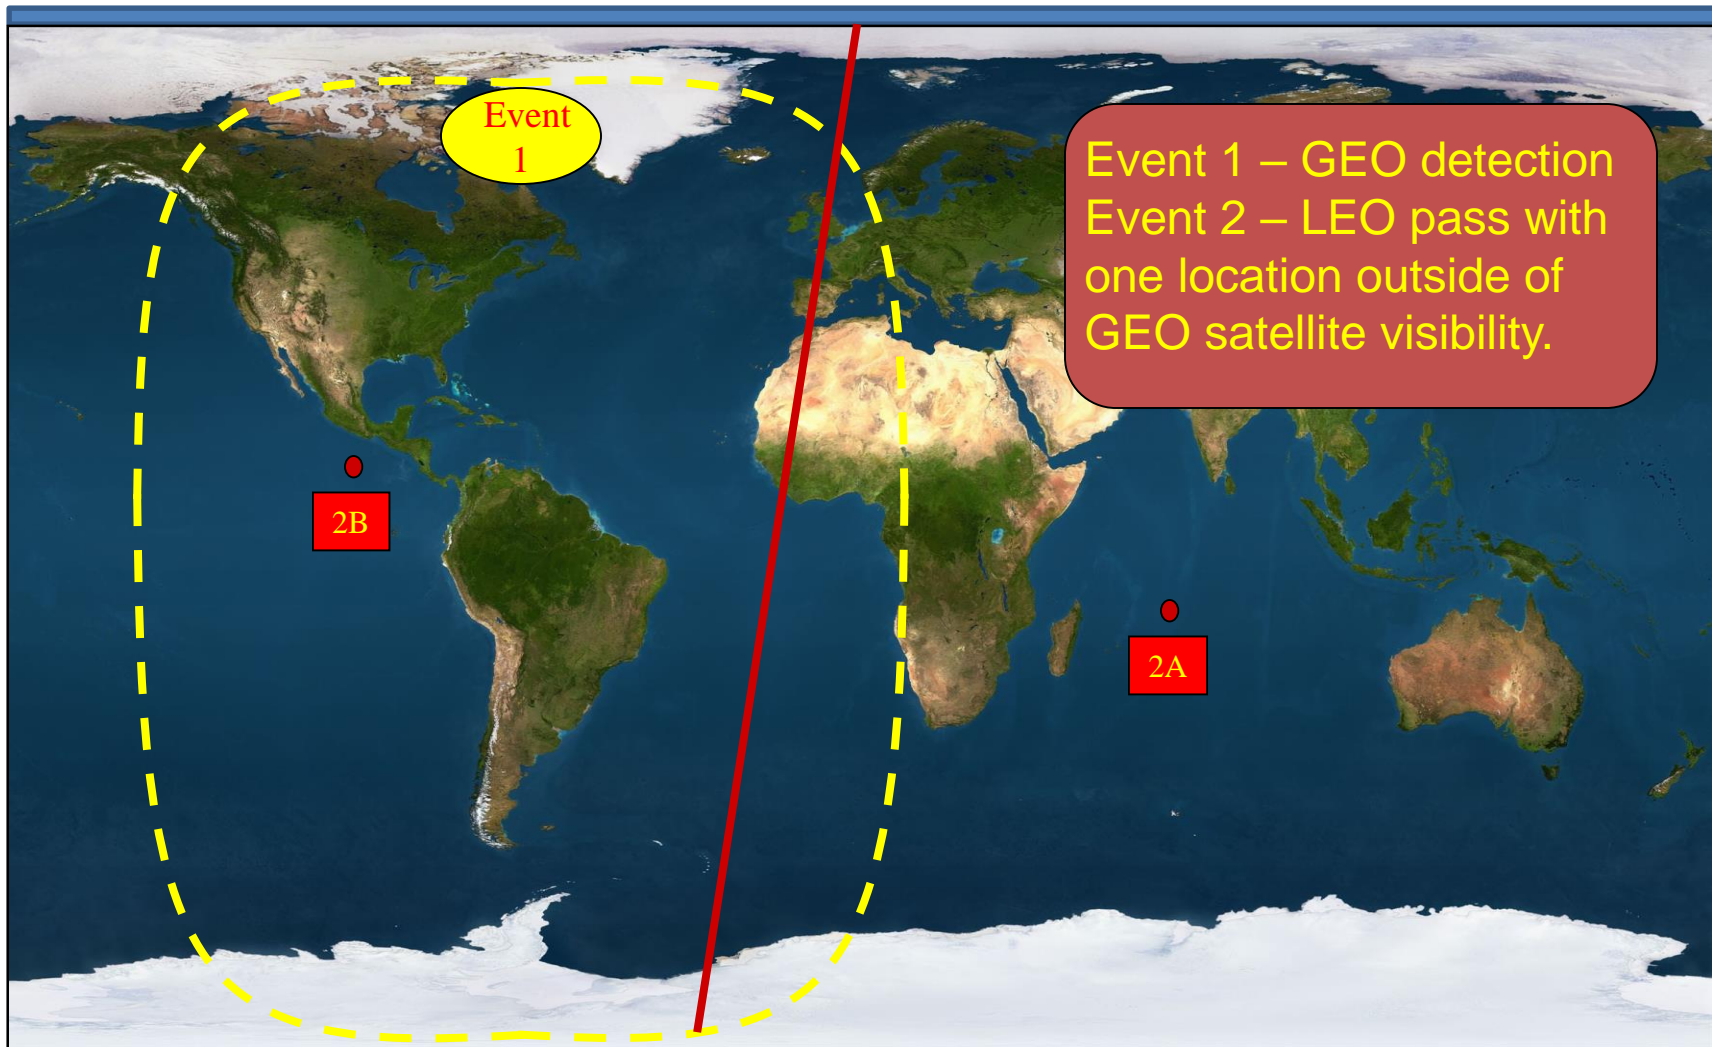 Event
1
Event 1 – GEO detection
Event 2 – LEO pass with
one location outside of
GEO satellite visibility.
2B
2A